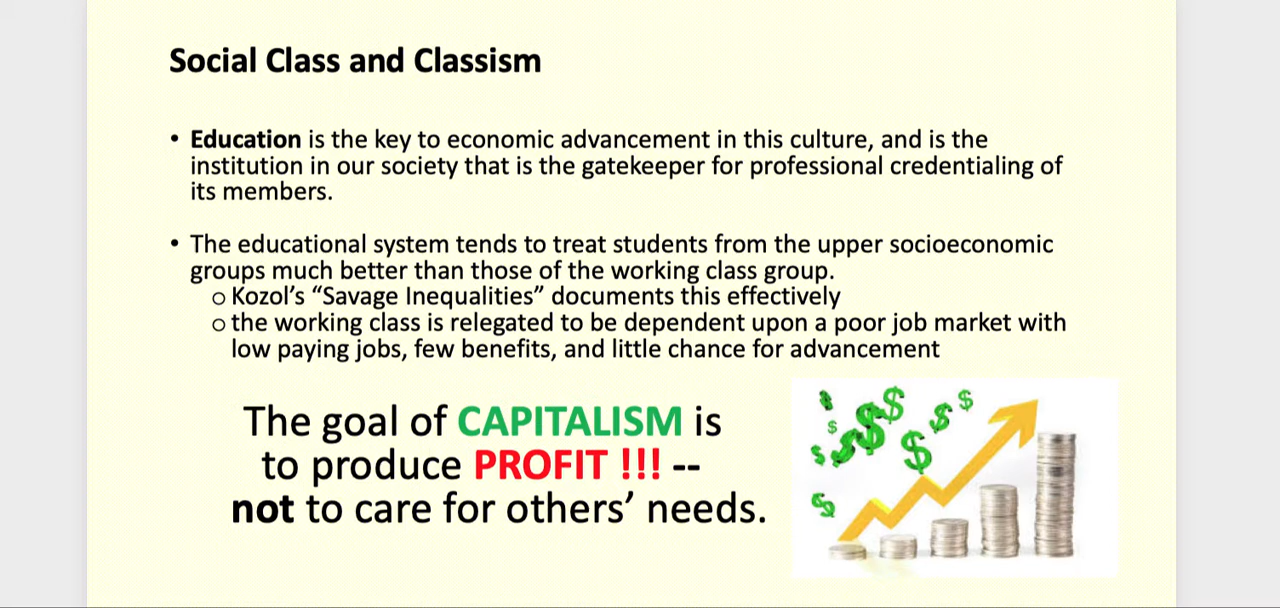 Social Class and Classism
• Education is the key to economic advancement in this culture, and is the
institution in our society that is the gatekeeper for professional credentialing of
its members.
• The educational system tends to treat students from the upper socioeconomic
groups much better than those of the working class group.
o Kozol’s “Savage Inequalities” documents this effectively
o the working class is relegated to be dependent upon a poor job market with
low paying jobs, few benefits, and little chance for advancement
The goal of CAPITALISM is
to produce PROFIT !!! --
not to care for others’ needs.